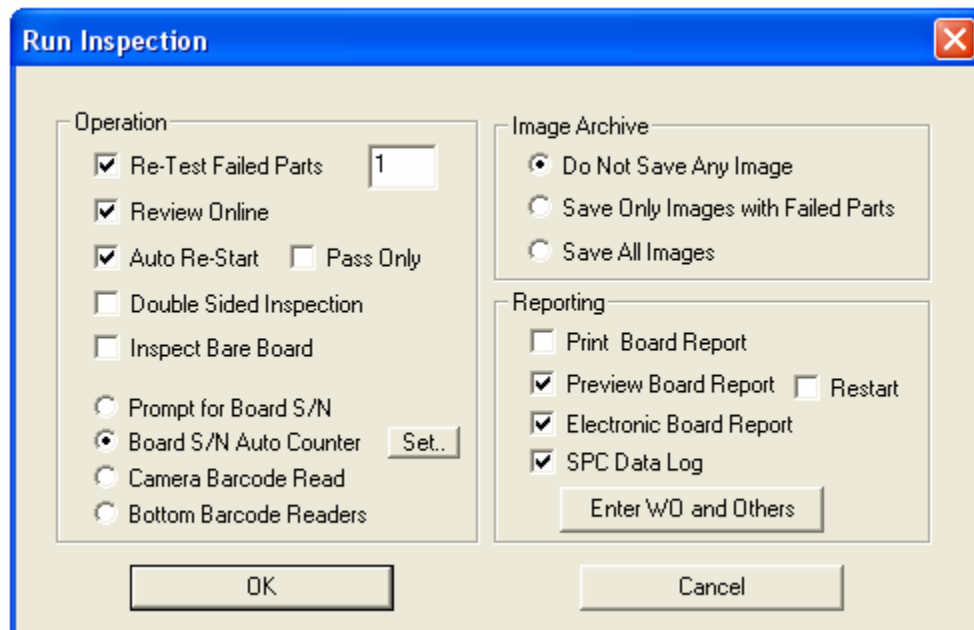 Run Inspection
Operation
Re-Test Failed Parts 1
Review Online
Auto Re-Start Pass Only
Double Sided Inspection
Inspect Bare Board
Prompt for Board S/N
Board S/N Auto Counter Set..
Camera Barcode Read
Bottom Barcode Readers
Image Archive
Do Not Save Any Image
Save Only Images with Failed Parts
Save All Images
Reporting
Print Board Report
Preview Board Report Restart
Electronic Board Report
SPC Data Log
Enter WO and Others
OK
Cancel